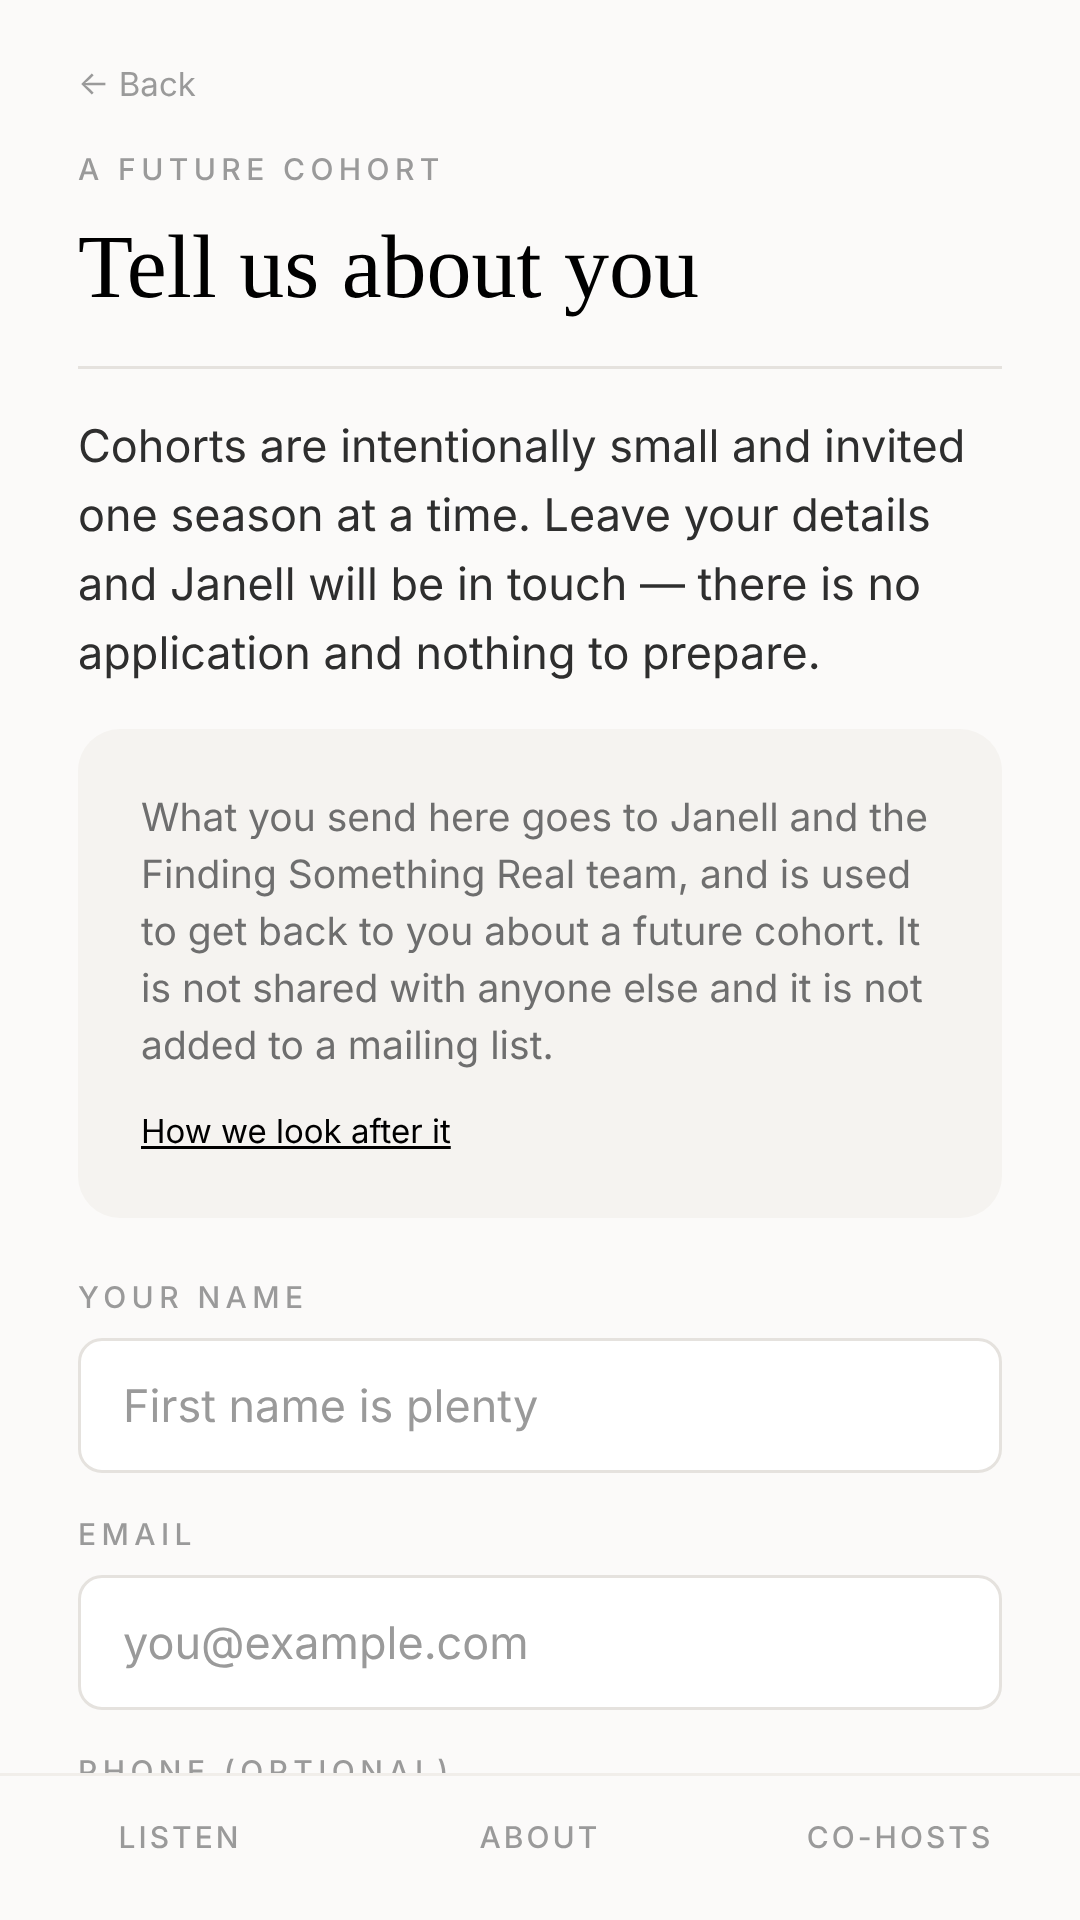 ← Back
A FUTURE COHORT
Tell us about you
Cohorts are intentionally small and invited
one season at a time. Leave your details
and Janell will be in touch — there is no
application and nothing to prepare.
What you send here goes to Janell and the
Finding Something Real team, and is used
to get back to you about a future cohort. It
is not shared with anyone else and it is not
added to a mailing list.
How we look after it
YOUR NAME
First name is plenty
EMAIL
you@example.com
PHONE (OPTIONAL)
LISTEN
ABOUT
CO-HOSTS